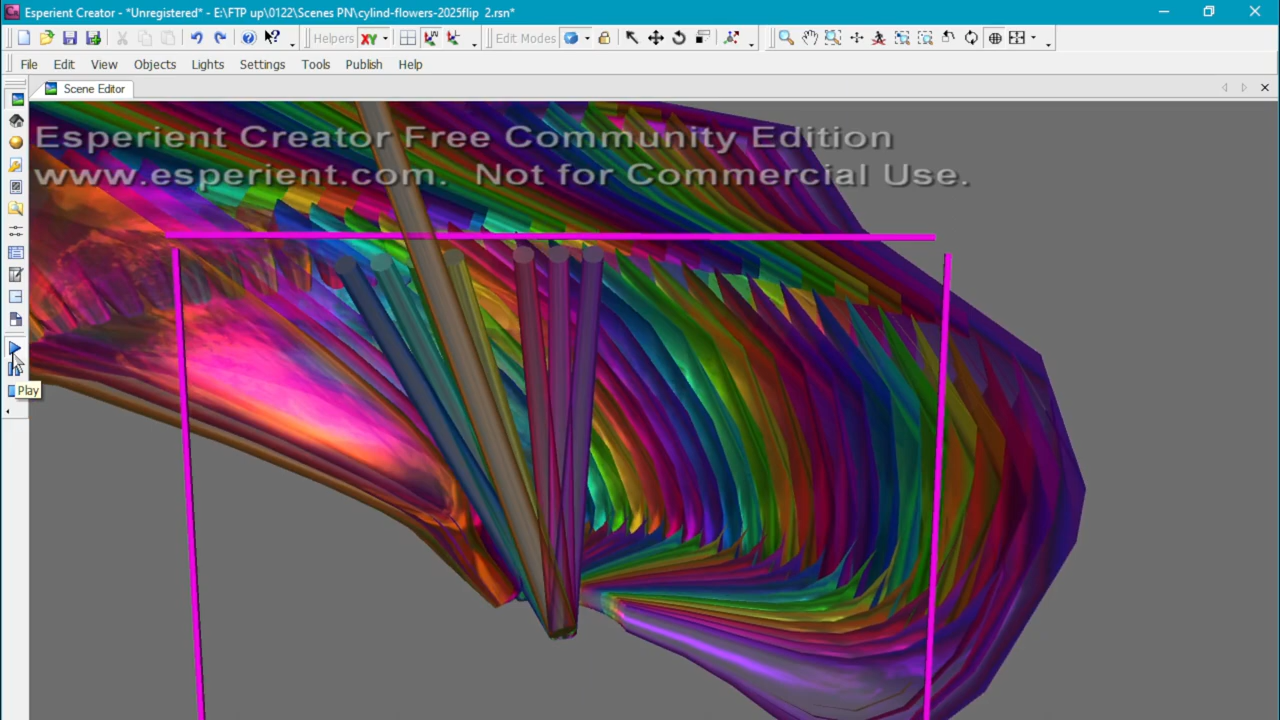 Esperient Creator - *Unregistered* - E:\FTP up\0122\Scenes PN\cylind-flowers-2025flip  2.rsn*
Helpers XY Edit Modes
File Edit View Objects Lights Settings Tools Publish Help
Scene Editor
Esperient Creator Free Community Edition
www.esperient.com.  Not for Commercial Use.
Play